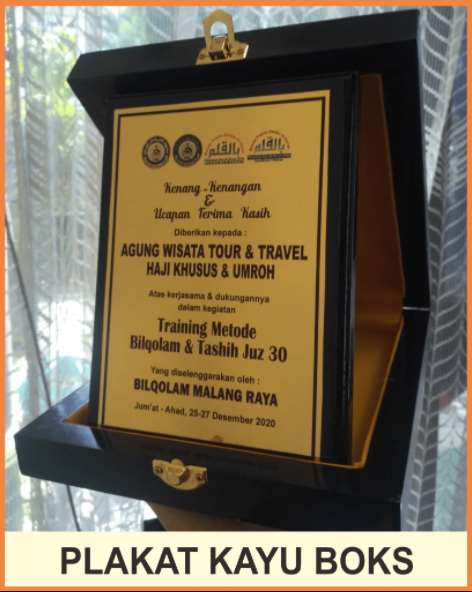 بالقلم بالقلم
Kenang - Kenangan
&
Ucapan Terima Kasih
Diberikan kepada :
AGUNG WISATA TOUR & TRAVEL
HAJI KHUSUS & UMROH
Atas kerjasama & dukungannya
dalam kegiatan
Training Metode
Bilqolam & Tashih Juz 30
Yang diselenggarakan oleh :
BILQOLAM MALANG RAYA
Jum'at - Ahad, 25-27 Desember 2020
PLAKAT KAYU BOKS